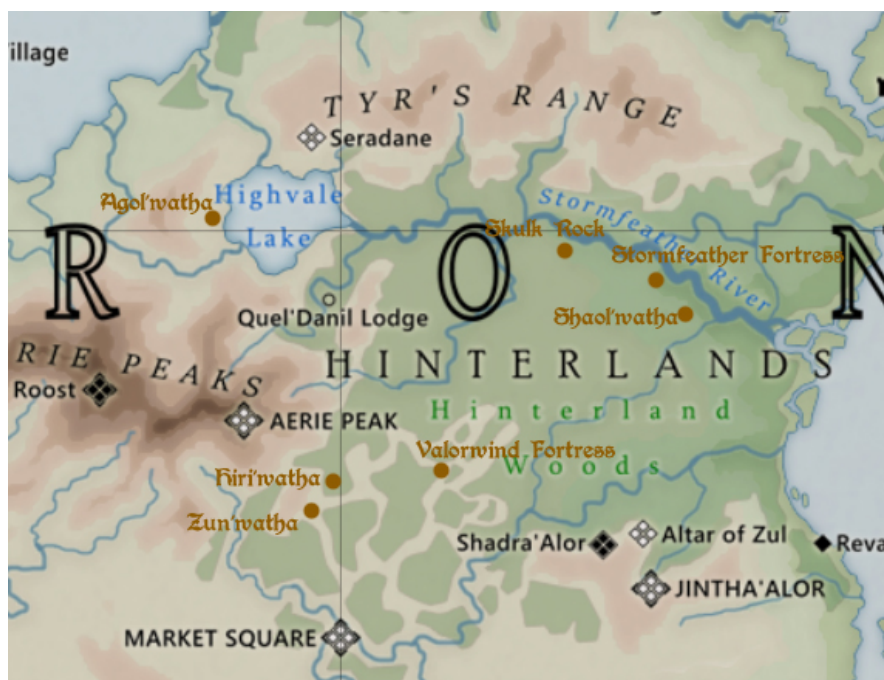 illage
TYR'S RANGE
Seradane
Agol'watha
Highvale
Lake
Stormfeather River
Shulk Rock
Stormfeather Fortress
R O N
Shaol'watha
Quel'Danil Lodge
RIE PEAKS
HINTERLANDS
Roost
AERIE PEAK
Hinterland
Woods
Valorwind Fortress
Hiri'watha
Zun'watha
Shadra'Alor
Altar of Zul
Reva
JINTHA'ALOR
MARKET SQUARE